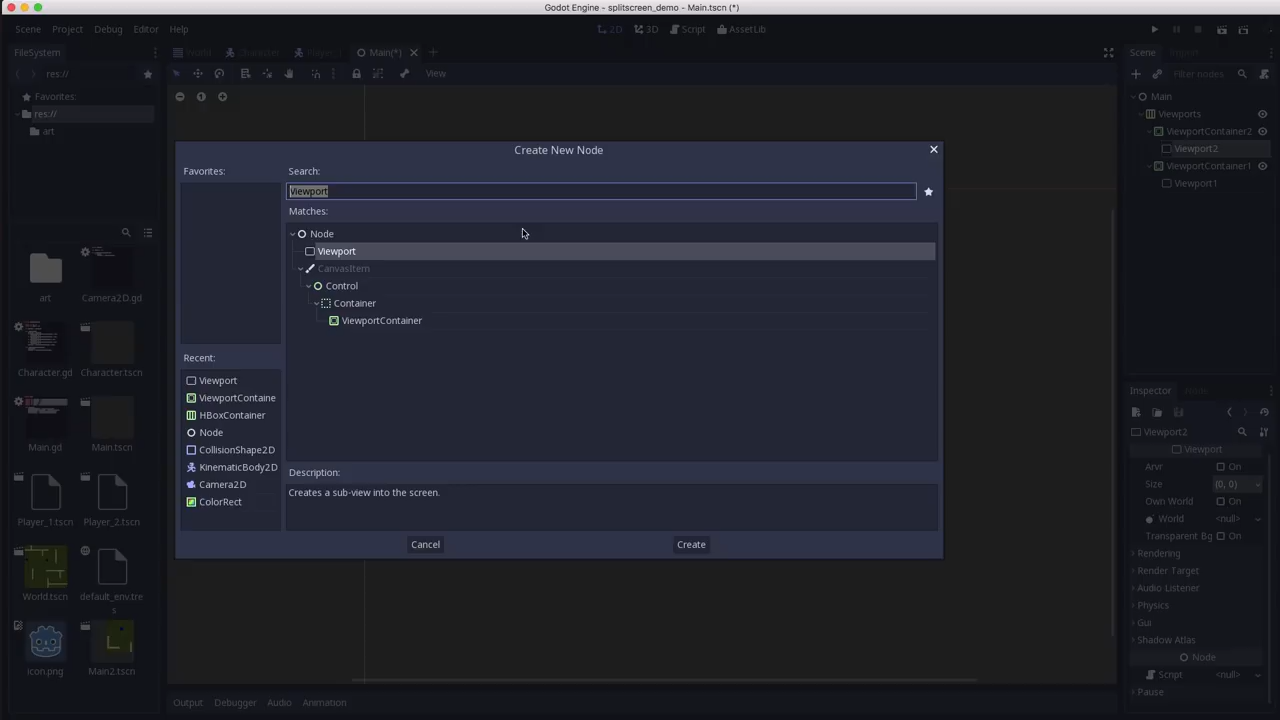 Godot Engine - splitscreen_demo - Main.tscn (*)
Scene Project Debug Editor Help
2D 3D Script AssetLib
FileSystem
World Character Player_1 Main(*)
Scene
res://
View
Filter nodes
Favorites:
res://
art
Main
Viewports
ViewportContainer2
Viewport2
ViewportContainer1
Viewport1
Create New Node
Favorites:
Search:
Viewport
Matches:
Node
Viewport
CanvasItem
Control
Container
ViewportContainer
Recent:
Viewport
ViewportContaine
HBoxContainer
Node
CollisionShape2D
KinematicBody2D
Camera2D
ColorRect
Description:
Creates a sub-view into the screen.
Cancel Create
art Camera2D.gd
Character.gd Character.tscn
Main.gd Main.tscn
Player_1.tscn Player_2.tscn
World.tscn default_env.tres
icon.png Main2.tscn
Inspector Node
Viewport2
Viewport
Arvr On
Size (0, 0)
Own World On
World <null>
Transparent Bg On
Rendering
Render Target
Audio Listener
Physics
Gui
Shadow Atlas
Node
Script <null>
Pause
Output Debugger Audio Animation